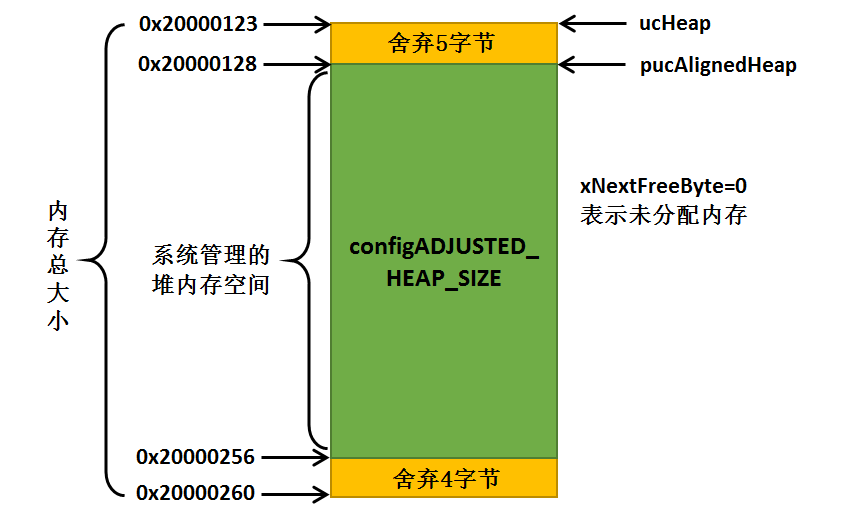 0x20000123
ucHeap
舍弃5字节
0x20000128
pucAlignedHeap
xNextFreeByte=0
表示未分配内存
内
存
总
大
小
系统管理的
堆内存空间
configADJUSTED_
HEAP_SIZE
0x20000256
舍弃4字节
0x20000260